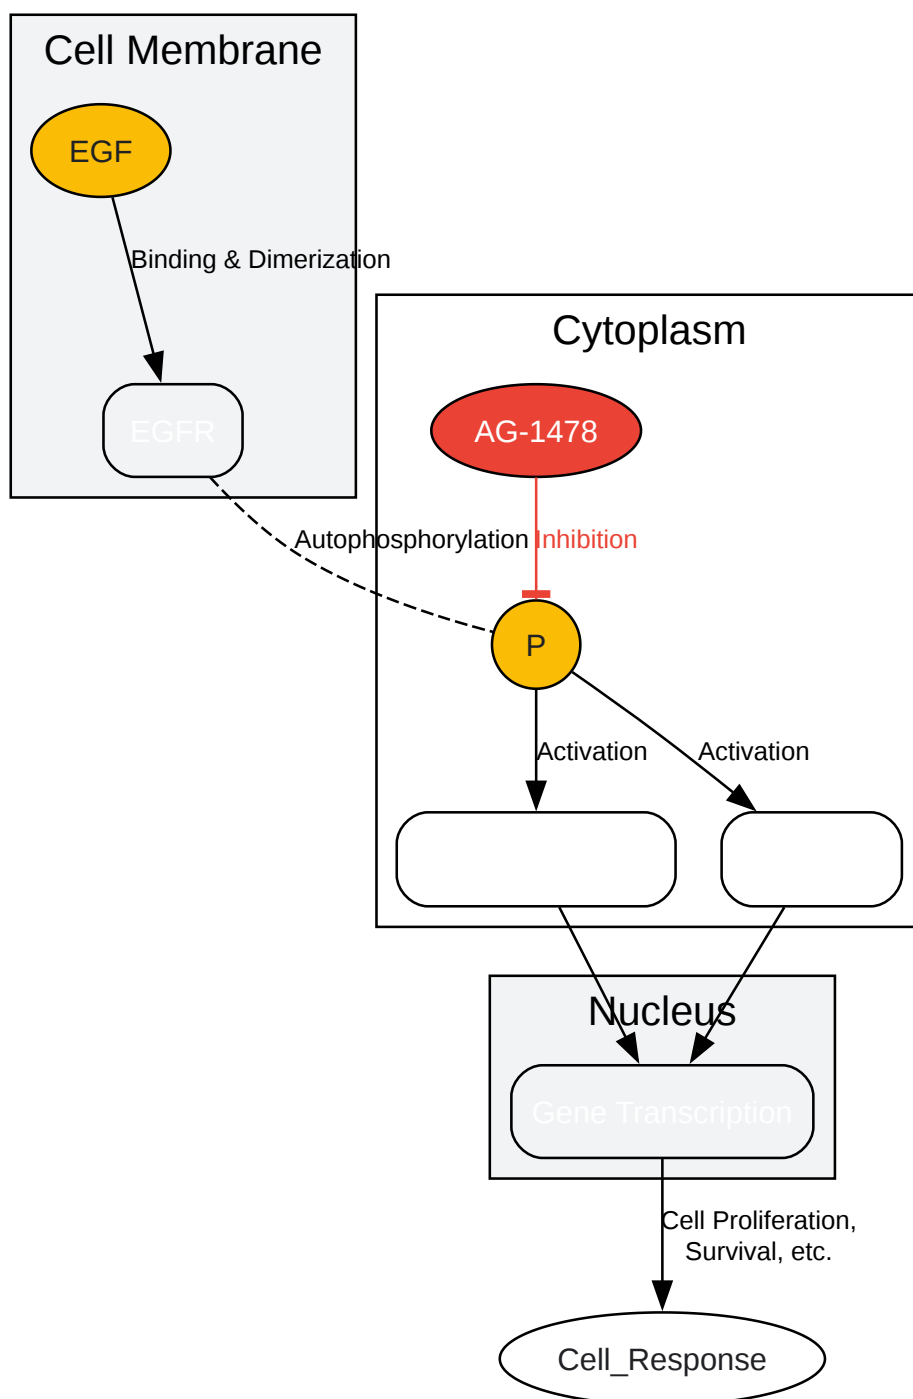 Cell Membrane
EGF
Binding & Dimerization
EGFR
Cytoplasm
AG-1478
Autophosphorylation
Inhibition
P
Activation
Activation
Nucleus
Gene Transcription
Cell Proliferation,
Survival, etc.
Cell_Response